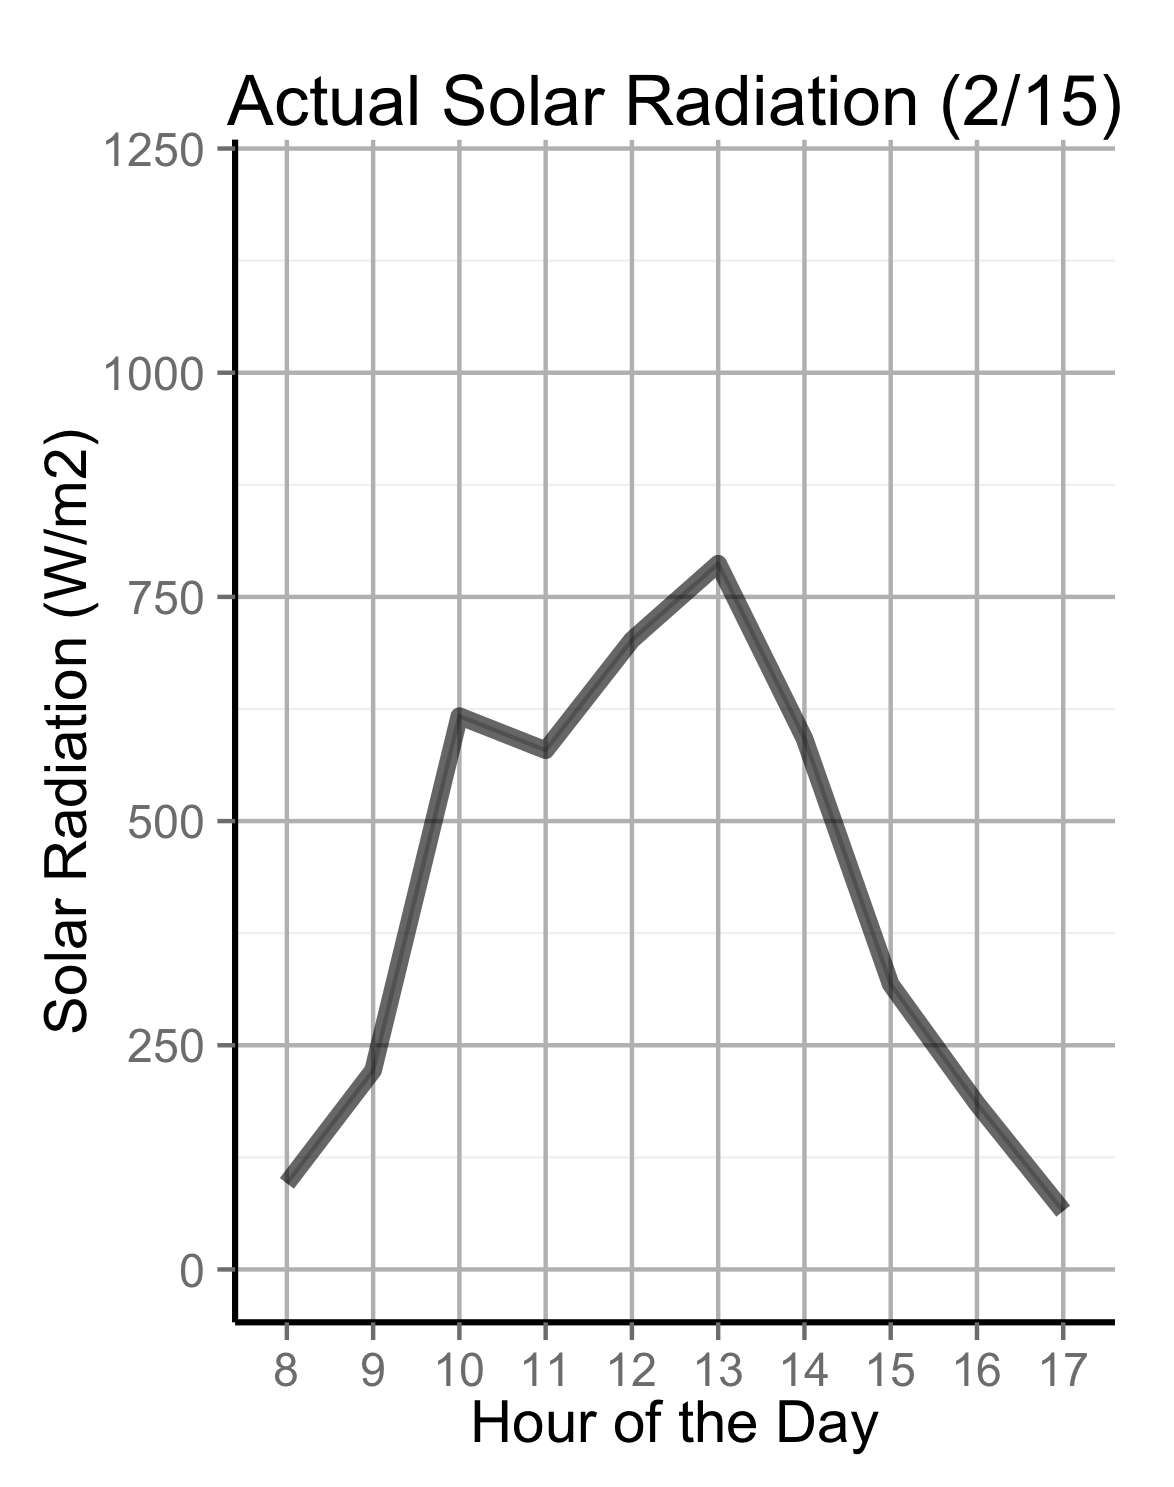 Actual Solar Radiation (2/15)
1250
1000
750
500
250
0
Solar Radiation (W/m2)
8 9 10 11 12 13 14 15 16 17
Hour of the Day